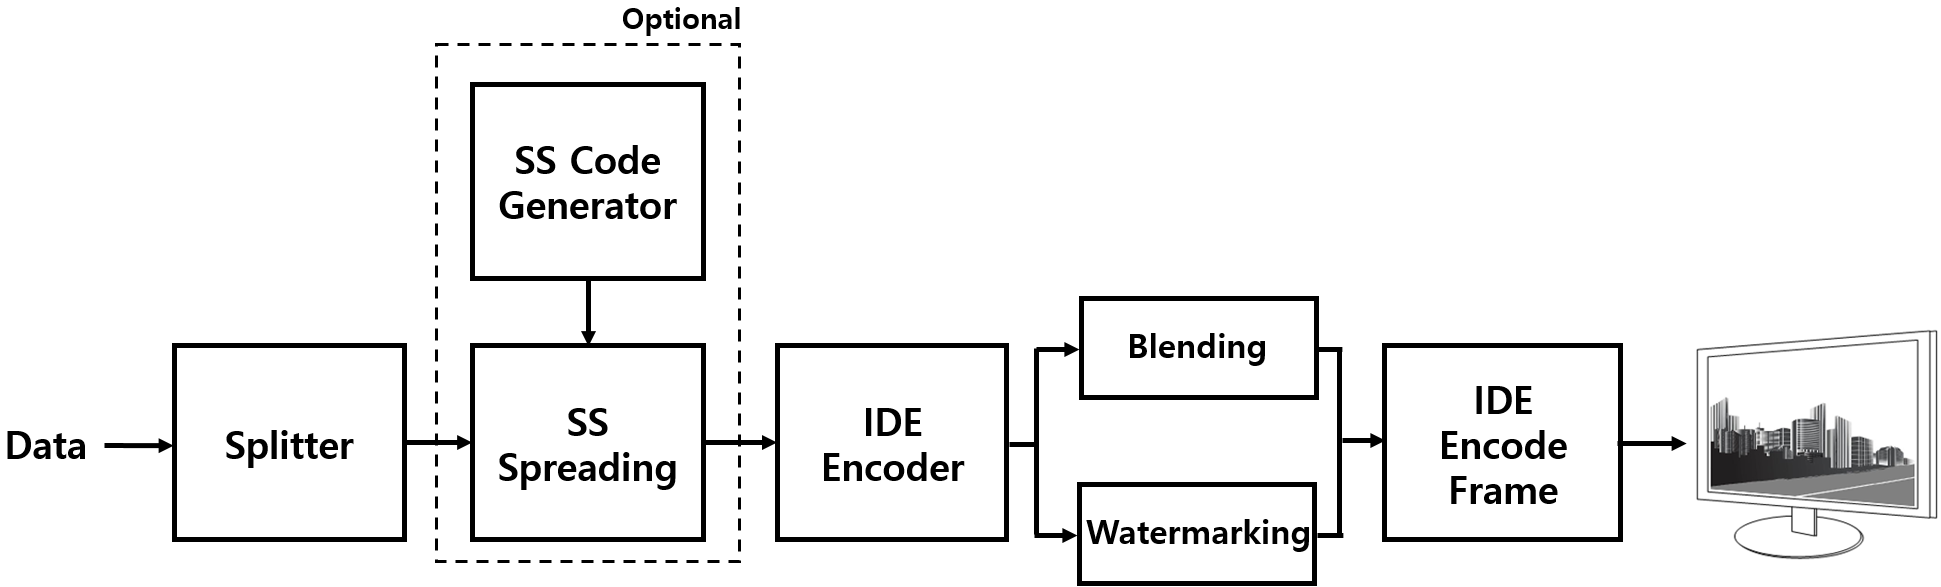 Optional
SS Code
Generator
Data
Splitter
SS
Spreading
IDE
Encoder
Blending
Watermarking
IDE
Encode
Frame